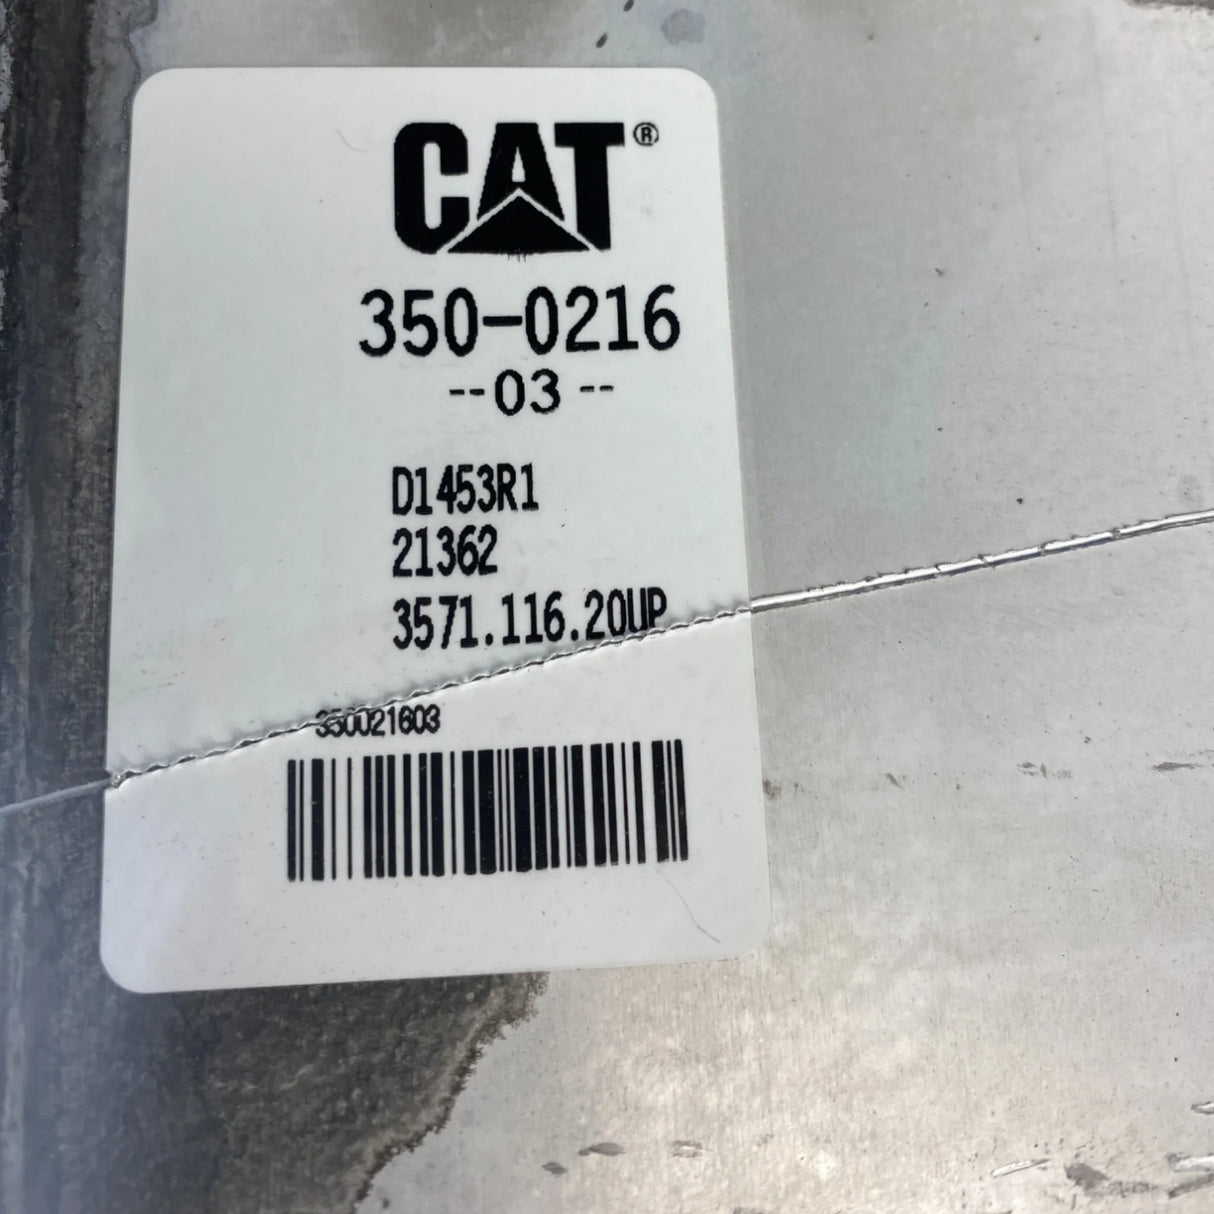 CAT®
350-0216
--03--
D1453R1
21362
3571.116.20UP
350021603